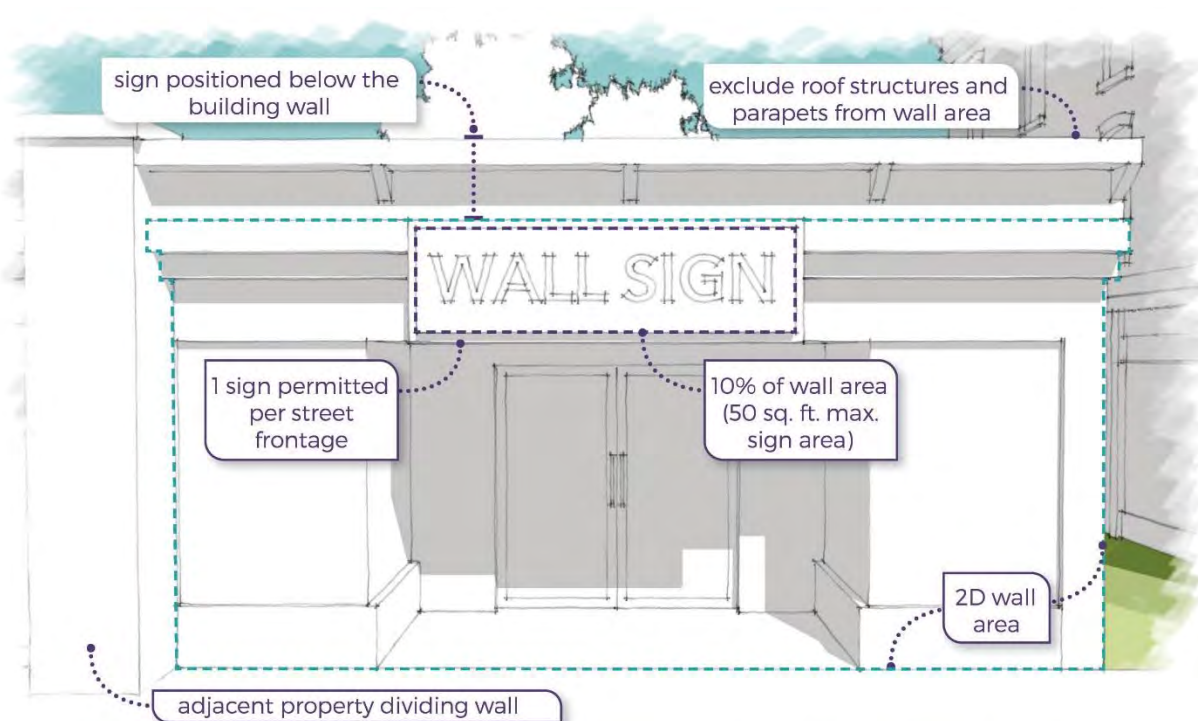 sign positioned below the
building wall
exclude roof structures and
parapets from wall area
WALL SIGN
1 sign permitted
per street
frontage
10% of wall area
(50 sq. ft. max.
sign area)
2D wall
area
adjacent property dividing wall